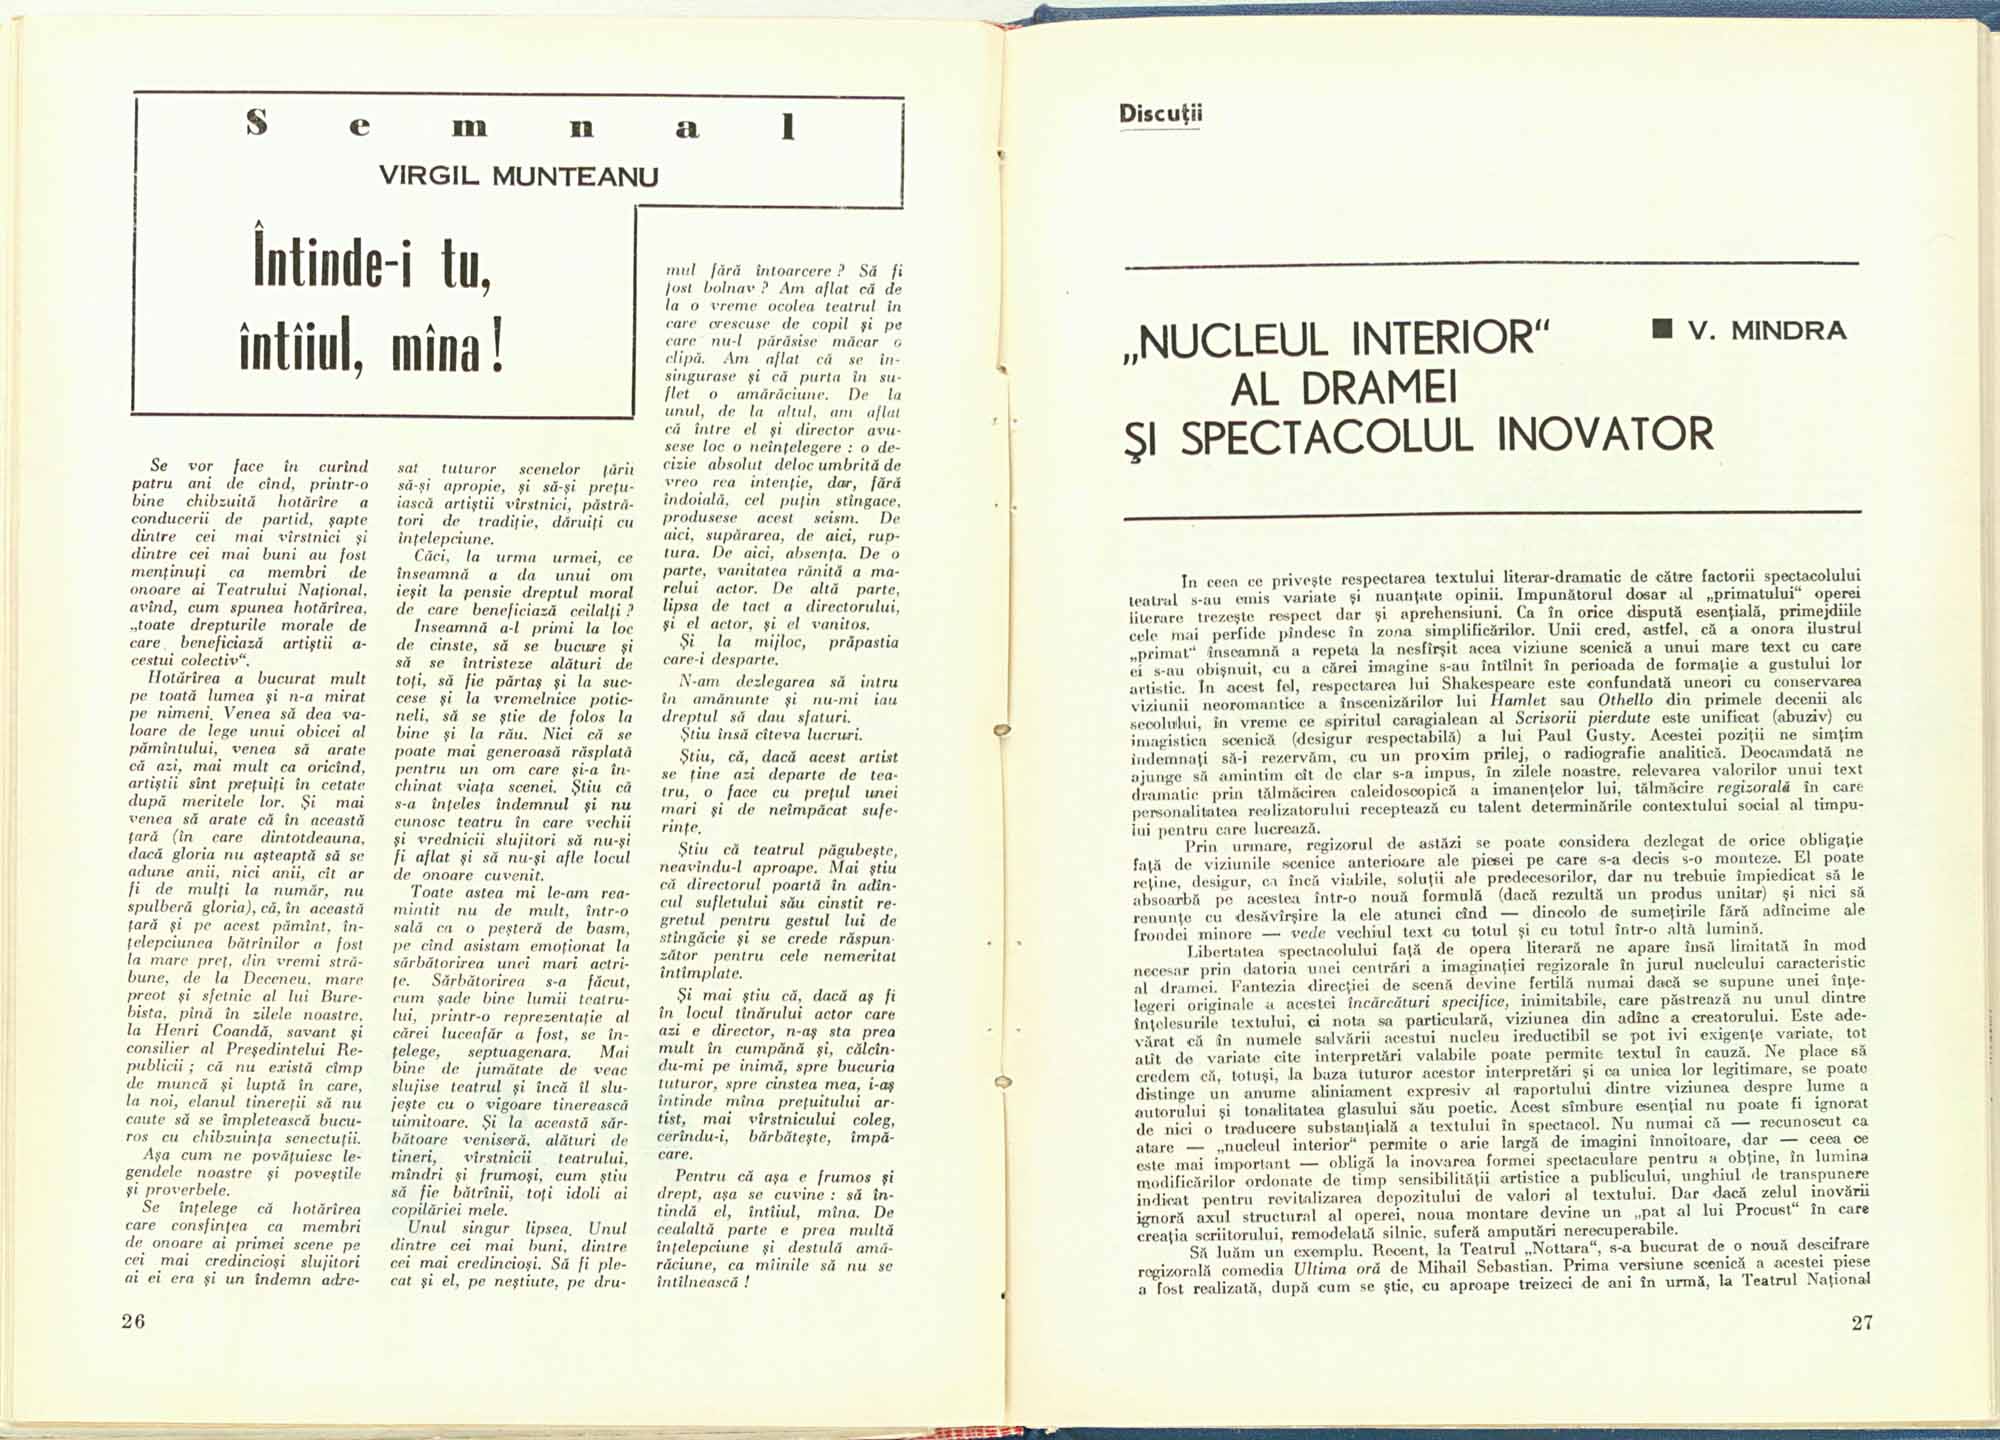 Semnal
VIRGIL MUNTEANU
Întinde-i tu,
întîiul, mîna!
Se vor face în curînd
patru ani de cînd, printr-o
bine chibzuită hotărîre a
conducerii de partid, șapte
dintre cei mai vîrstnici și
dintre cei mai buni au fost
menținuți ca membri de
onoare ai Teatrului Național,
avînd, cum spunea hotărîrea,
„toate drepturile morale de
care beneficiază artiștii a-
cestui colectiv“.
Hotărîrea a bucurat mult
pe toată lumea și n-a mirat
pe nimeni. Venea să dea va-
loare de lege unui obicei al
pămîntului, venea să arate
că azi, mai mult ca oricînd,
artiștii sînt prețuiți în cetate
după meritele lor. Și mai
venea să arate că în această
țară (în care dintotdeauna,
dacă gloria nu așteaptă să se
adune anii, nici anii, cît ar
fi de mulți la număr, nu
spulberă gloria), că, în această
țară și pe acest pămînt, în-
țelepciunea bătrînilor a fost
la mare preț, din vremi stră-
bune, de la Deceneu, mare
preot și sfetnic al lui Bure-
bista, pînă în zilele noastre,
la Henri Coandă, savant și
consilier al Președintelui Re-
publicii ; că nu există cîmp
de muncă și luptă în care,
la noi, elanul tinereții să nu
caute să se împletească bucu-
ros cu chibzuința senectuții.
Așa cum ne povățuiesc le-
gendele noastre și poveștile
și proverbele.
Se înțelege că hotărîrea
care consfințea ca membri
de onoare ai primei scene pe
cei mai credincioși slujitori
ai ei era și un îndemn adre-
sat tuturor scenelor țării
să-și apropie, și să-și prețu-
iască artiștii vîrstnici, păstră-
tori de tradiție, dăruiți cu
înțelepciune.
Căci, la urma urmei, ce
înseamnă a da unui om
ieșit la pensie dreptul moral
de care beneficiază ceilalți ?
Inseamnă a-l primi la loc
de cinste, să se bucure și
să se întristeze alături de
toți, să fie părtaș și la suc-
cese și la vremelnice potic-
neli, să se știe de folos la
bine și la rău. Nici că se
poate mai generoasă răsplată
pentru un om care și-a în-
chinat viața scenei. Știu că
s-a înțeles îndemnul și nu
cunosc teatru în care vechii
și vrednicii slujitori să nu-și
fi aflat și să nu-și afle locul
de onoare cuvenit.
Toate astea mi le-am rea-
mintit nu de mult, într-o
sală ca o peșteră de basm,
pe cînd asistam emoționat la
sărbătorirea unei mari actri-
țe. Sărbătorirea s-a făcut,
cum șade bine lumii teatru-
lui, printr-o reprezentație al
cărei luceafăr a fost, se în-
țelege, septuagenara. Mai
bine de jumătate de veac
slujise teatrul și încă îl slu-
jește cu o vigoare tinerească
uimitoare. Și la această săr-
bătoare veniseră, alături de
tineri, vîrstnicii teatrului,
mîndri și frumoși, cum știu
să fie bătrînii, toți idoli ai
copilăriei mele.
Unul singur lipsea. Unul
dintre cei mai buni, dintre
cei mai credincioși. Să fi ple-
cat și el, pe neștiute, pe dru-
mul fără întoarcere ? Să fi
fost bolnav ? Am aflat că de
la o vreme ocolea teatrul în
care crescuse de copil și pe
care nu-l părăsise măcar o
clipă. Am aflat că se în-
singurase și că purta în su-
flet o amărăciune. De la
unul, de la altul, am aflat
că între el și director avu-
sese loc o neînțelegere : o de-
cizie absolut deloc umbrită de
vreo rea intenție, dar, fără
îndoială, cel puțin stîngace,
produsese acest seism. De
aici, supărarea, de aici, rup-
tura. De aici, absența. De o
parte, vanitatea rănită a ma-
relui actor. De altă parte,
lipsa de tact a directorului,
și el actor, și el vanitos.
Și la mijloc, prăpastia
care-i desparte.
N-am dezlegarea să intru
în amănunte și nu-mi iau
dreptul să dau sfaturi.
Știu însă cîteva lucruri.
Știu, că, dacă acest artist
se ține azi departe de tea-
tru, o face cu prețul unei
mari și de neîmpăcat sufe-
rințe.
Știu că teatrul păgubește,
neavîndu-l aproape. Mai știu
că directorul poartă în adîn-
cul sufletului său cinstit re-
gretul pentru gestul lui de
stîngăcie și se crede răspun-
zător pentru cele nemeritat
întîmplate.
Și mai știu că, dacă aș fi
în locul tînărului actor care
azi e director, n-aș sta prea
mult în cumpănă și, călcîn-
du-mi pe inimă, spre bucuria
tuturor, spre cinstea mea, i-aș
întinde mîna prețuitului ar-
tist, mai vîrstnicului coleg,
cerîndu-i, bărbătește, împă-
care.
Pentru că așa e frumos și
drept, așa se cuvine : să în-
tindă el, întîiul, mîna. De
cealaltă parte e prea multă
înțelepciune și destulă amă-
răciune, ca mîinile să nu se
întîlnească !
26
Discuții
„NUCLEUL INTERIOR“
AL DRAMEI
ȘI SPECTACOLUL INOVATOR
■ V. MINDRA
In ceea ce privește respectarea textului literar-dramatic de către factorii spectacolului
teatral s-au emis variate și nuanțate opinii. Impunătorul dosar al „primatului“ operei
literare trezește respect dar și aprehensiuni. Ca în orice dispută esențială, primejdiile
cele mai perfide pîndesc în zona simplificărilor. Unii cred, astfel, că a onora ilustrul
„primat“ înseamnă a repeta la nesfîrșit acea viziune scenică a unui mare text cu care
ei s-au obișnuit, cu a cărei imagine s-au întîlnit în perioada de formație a gustului lor
artistic. In acest fel, respectarea lui Shakespeare este confundată uneori cu conservarea
viziunii neoromantice a înscenizărilor lui Hamlet sau Othello din primele decenii ale
secolului, în vreme ce spiritul caragialean al Scrisorii pierdute este unificat (abuziv) cu
imagistica scenică (desigur respectabilă) a lui Paul Gusty. Acestei poziții ne simțim
îndemnați să-i rezervăm, cu un proxim prilej, o radiografie analitică. Deocamdată ne
ajunge să amintim cît de clar s-a impus, în zilele noastre, relevarea valorilor unui text
dramatic prin tălmăcirea caleidoscopică a imanențelor lui, tălmăcire regizorală în care
personalitatea realizatorului receptează cu talent determinările contextului social al timpu-
lui pentru care lucrează.
Prin urmare, regizorul de astăzi se poate considera dezlegat de orice obligație
față de viziunile scenice anterioare ale piesei pe care s-a decis s-o monteze. El poate
reține, desigur, ca încă viabile, soluții ale predecesorilor, dar nu trebuie împiedicat să le
absoarbă pe acestea într-o nouă formulă (dacă rezultă un produs unitar) și nici să
renunțe cu desăvîrșire la ele atunci cînd — dincolo de sumețirile fără adîncime ale
frondei minore — vede vechiul text cu totul și cu totul într-o altă lumină.
Libertatea spectacolului față de opera literară ne apare însă limitată în mod
necesar prin datoria unei centrări a imaginației regizorale în jurul nucleului caracteristic
al dramei. Fantezia direcției de scenă devine fertilă numai dacă se supune unei înțe-
legeri originale a acestei încărcături specifice, inimitabile, care păstrează nu unul dintre
înțelesurile textului, ci nota sa particulară, viziunea din adînc a creatorului. Este ade-
vărat că în numele salvării acestui nucleu ireductibil se pot ivi exigențe variate, tot
atît de variate cîte interpretări valabile poate permite textul în cauză. Ne place să
credem că, totuși, la baza tuturor acestor interpretări și ca unica lor legitimare, se poate
distinge un anume aliniament expresiv al raportului dintre viziunea despre lume a
autorului și tonalitatea glasului său poetic. Acest sîmbure esențial nu poate fi ignorat
de nici o traducere substanțială a textului în spectacol. Nu numai că — recunoscut ca
atare — „nucleul interior“ permite o arie largă de imagini înnoitoare, dar — ceea ce
este mai important — obligă la inovarea formei spectaculare pentru a obține, în lumina
modificărilor ordonate de timp sensibilității artistice a publicului, unghiul de transpunere
indicat pentru revitalizarea depozitului de valori al textului. Dar dacă zelul inovării
ignoră axul structural al operei, noua montare devine un „pat al lui Procust“ în care
creația scriitorului, remodelată silnic, suferă amputări nerecuperabile.
Să luăm un exemplu. Recent, la Teatrul „Nottara“, s-a bucurat de o nouă descifrare
regizorală comedia Ultima oră de Mihail Sebastian. Prima versiune scenică a acestei piese
a fost realizată, după cum se știe, cu aproape treizeci de ani în urmă, la Teatrul Național
27